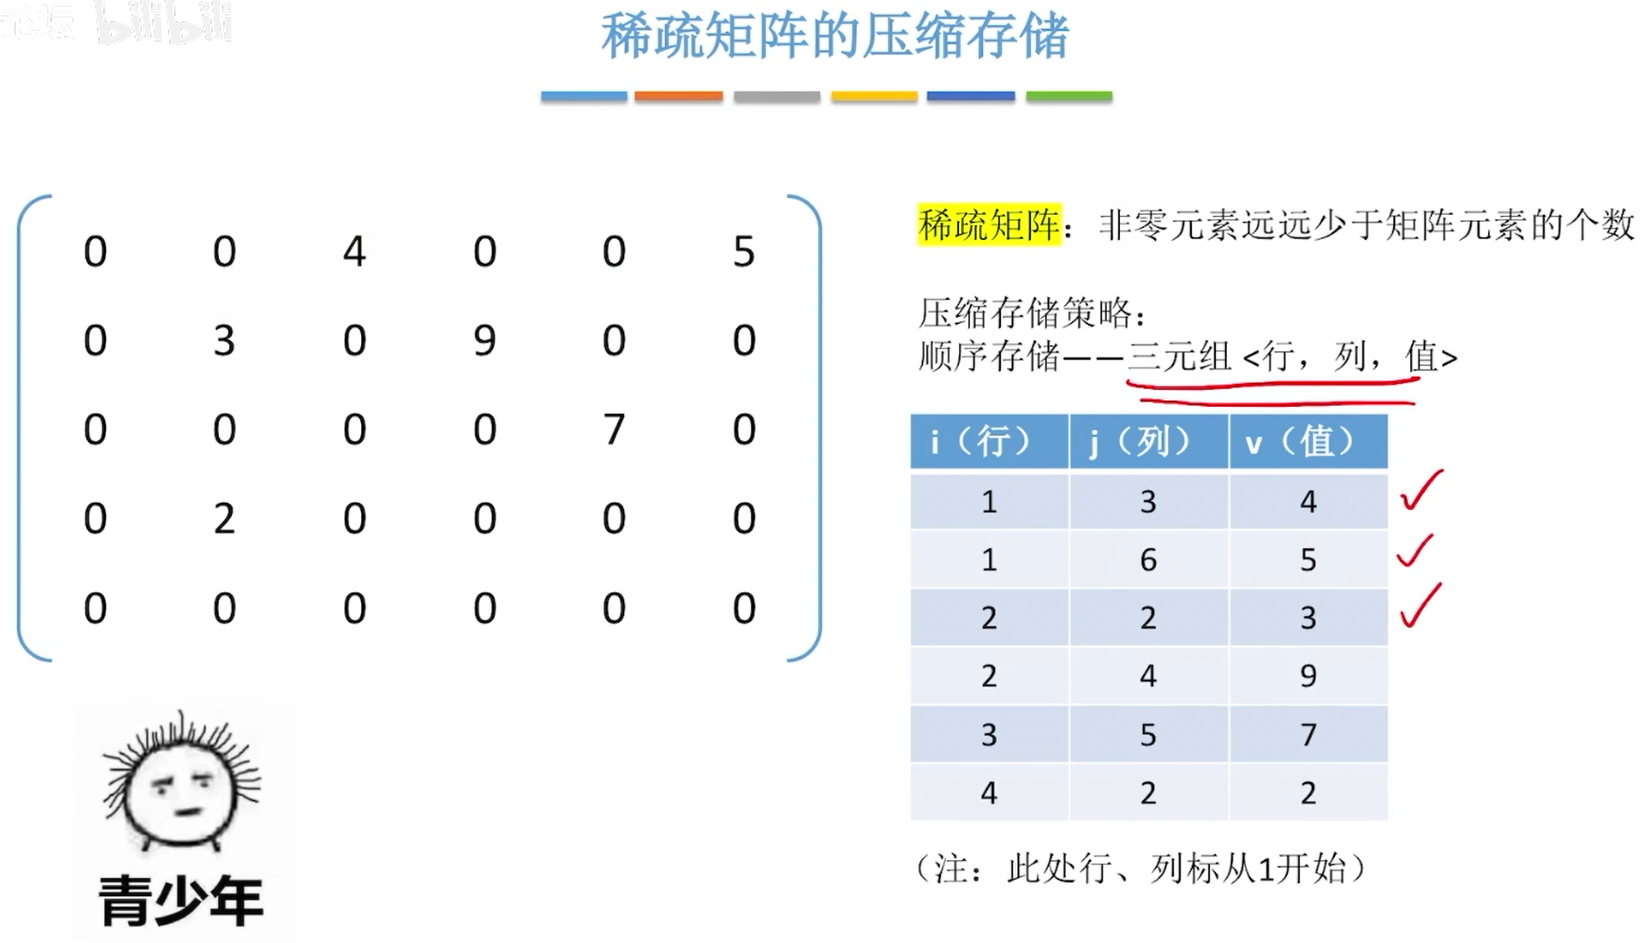 论坛 bilibili
稀疏矩阵的压缩存储
0 0 4 0 0 5
0 3 0 9 0 0
0 0 0 0 7 0
0 2 0 0 0 0
0 0 0 0 0 0
青少年
稀疏矩阵：非零元素远远少于矩阵元素的个数
压缩存储策略：
顺序存储——三元组 <行，列，值>
i（行） j（列） v（值）
1 3 4
1 6 5
2 2 3
2 4 9
3 5 7
4 2 2
（注：此处行、列标从1开始）